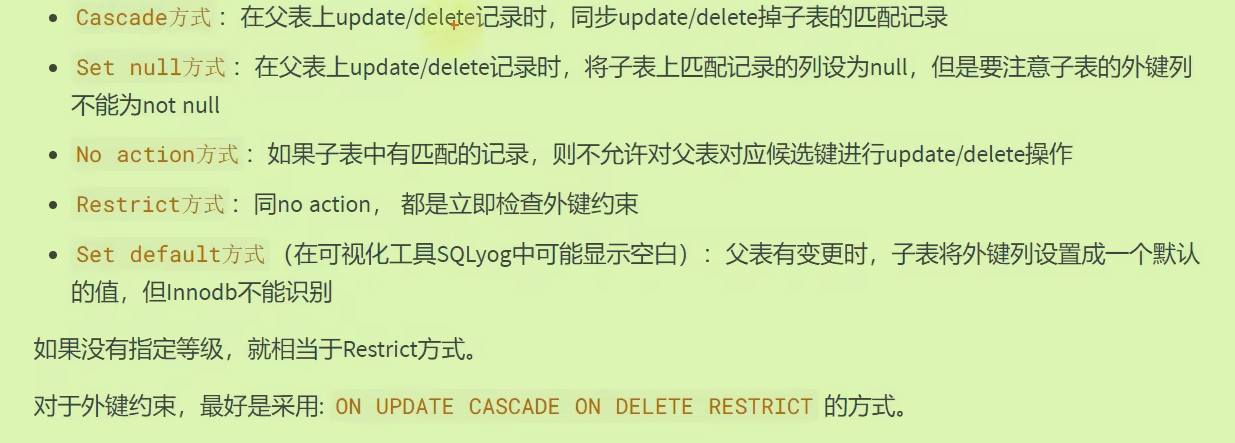 Cascade方式：在父表上update/delete记录时，同步update/delete掉子表的匹配记录
Set null方式：在父表上update/delete记录时，将子表上匹配记录的列设为null，但是要注意子表的外键列
不能为not null
No action方式：如果子表中有匹配的记录，则不允许对父表对应候选键进行update/delete操作
Restrict方式：同no action， 都是立即检查外键约束
Set default方式（在可视化工具SQLyog中可能显示空白）：父表有变更时，子表将外键列设置成一个默认
的值，但Innodb不能识别
如果没有指定等级，就相当于Restrict方式。
对于外键约束，最好是采用: ON UPDATE CASCADE ON DELETE RESTRICT 的方式。